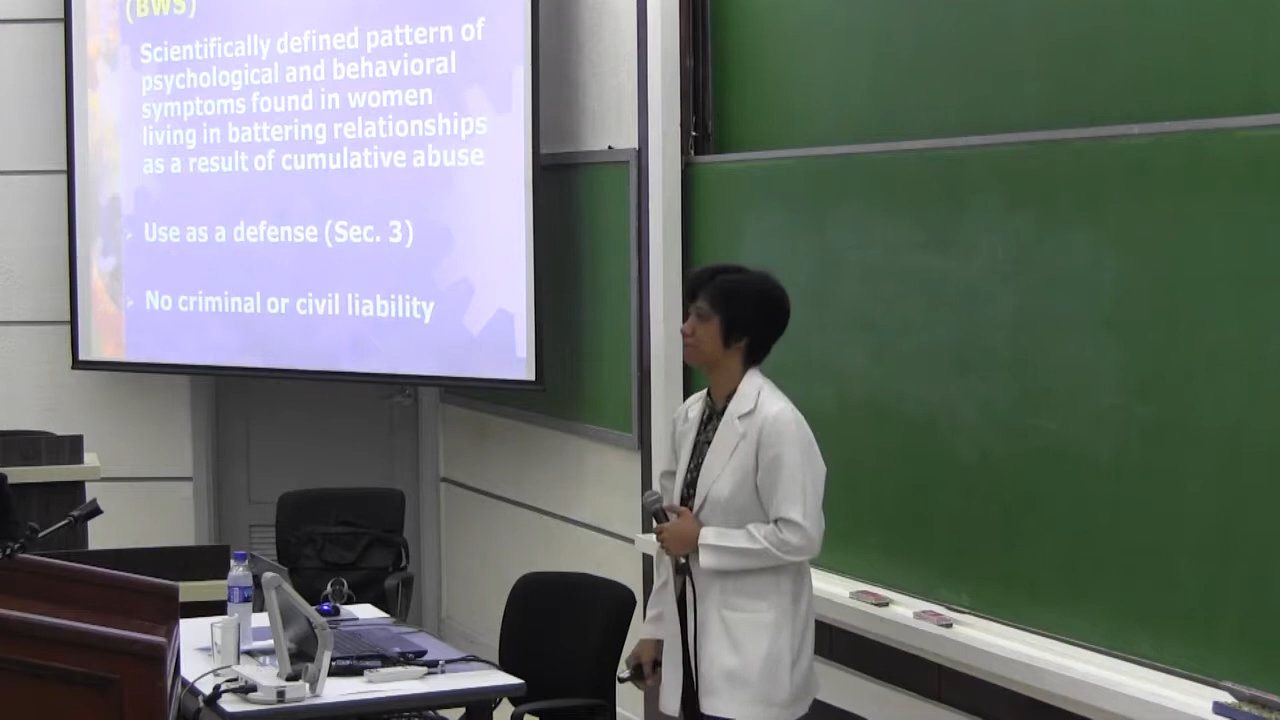 (BWS)
Scientifically defined pattern of
psychological and behavioral
symptoms found in women
living in battering relationships
as a result of cumulative abuse
Use as a defense (Sec. 3)
No criminal or civil liability